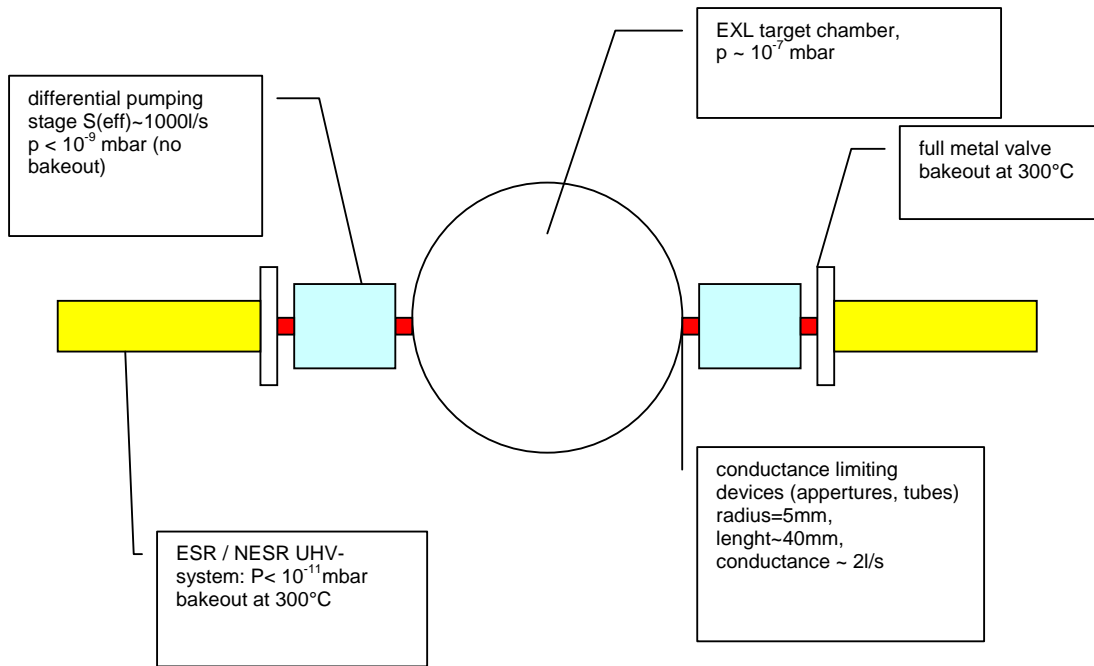 EXL target chamber,
p ~ 10⁻⁷ mbar
differential pumping
stage S(eff)~1000l/s
p < 10⁻⁹ mbar (no
bakeout)
full metal valve
bakeout at 300°C
conductance limiting
devices (appertures, tubes)
radius=5mm,
lenght~40mm,
conductance ~ 2l/s
ESR / NESR UHV-
system: P< 10⁻¹¹mbar
bakeout at 300°C